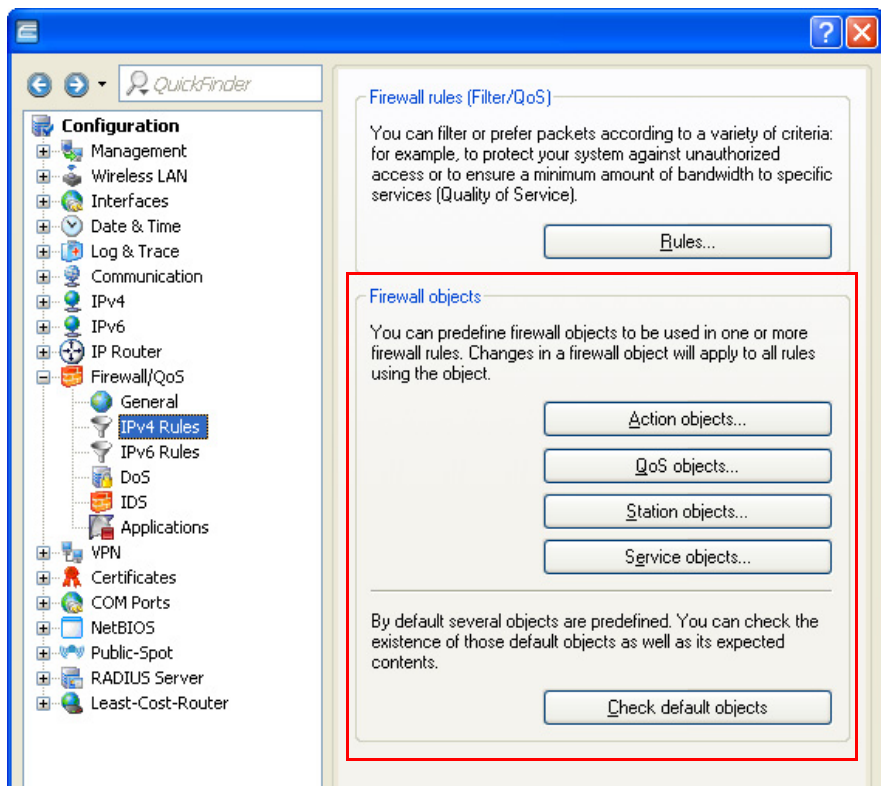 QuickFinder
Configuration
Management
Wireless LAN
Interfaces
Date & Time
Log & Trace
Communication
IPv4
IPv6
IP Router
Firewall/QoS
General
IPv4 Rules
IPv6 Rules
DoS
IDS
Applications
VPN
Certificates
COM Ports
NetBIOS
Public-Spot
RADIUS Server
Least-Cost-Router
Firewall rules (Filter/QoS)
You can filter or prefer packets according to a variety of criteria:
for example, to protect your system against unauthorized
access or to ensure a minimum amount of bandwidth to specific
services (Quality of Service).
Rules...
Firewall objects
You can predefine firewall objects to be used in one or more
firewall rules. Changes in a firewall object will apply to all rules
using the object.
Action objects...
QoS objects...
Station objects...
Service objects...
By default several objects are predefined. You can check the
existence of those default objects as well as its expected
contents.
Check default objects